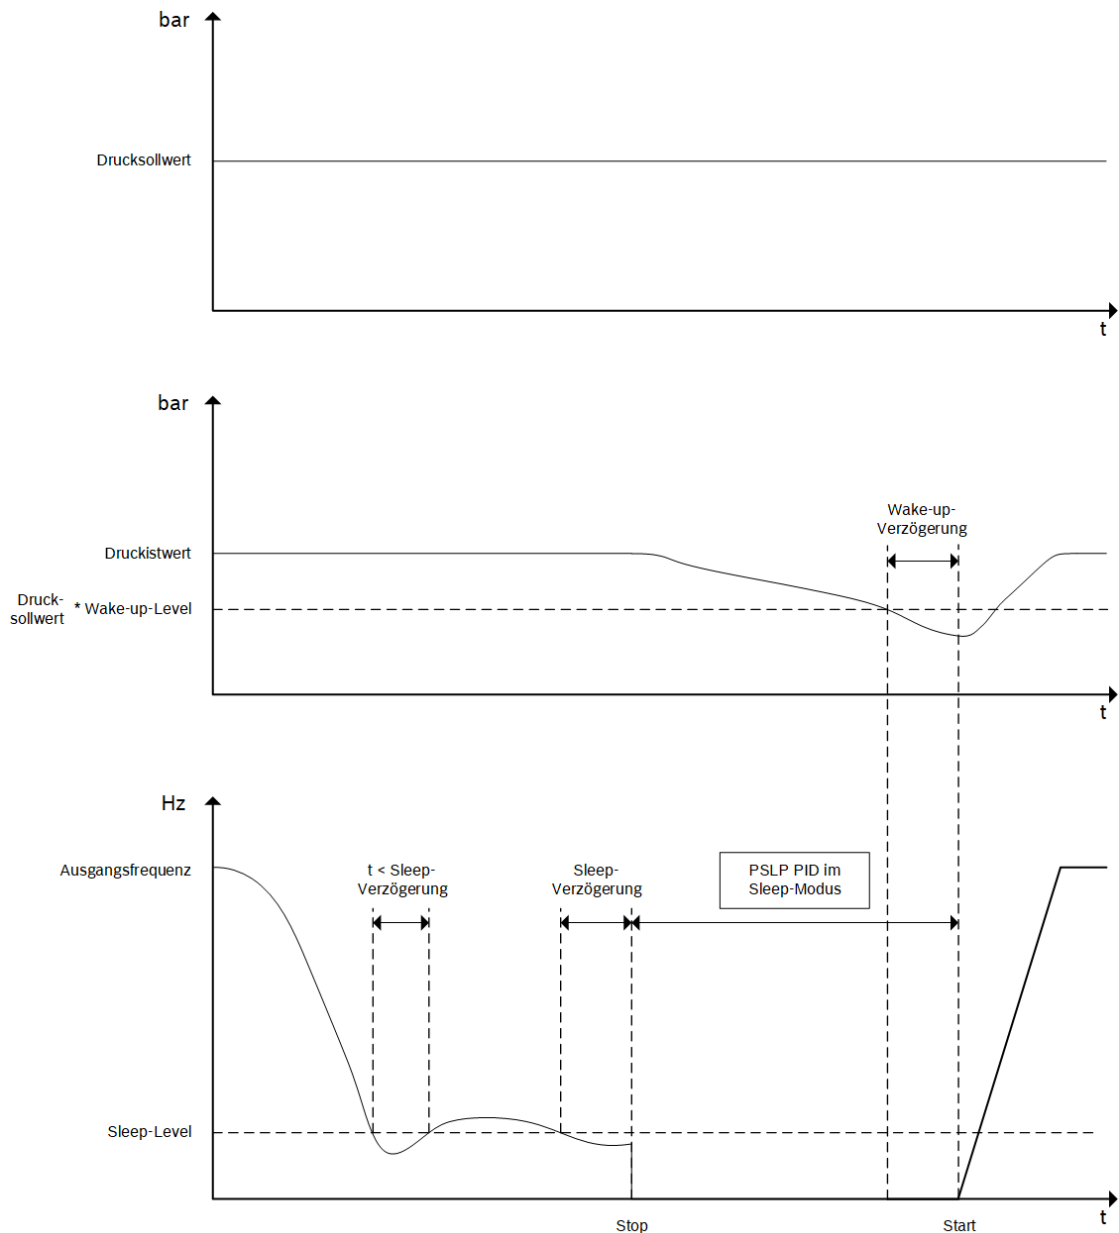 bar
Drucksollwert
t
bar
Wake-up-
Verzögerung
Druckistwert
Druck-
sollwert * Wake-up-Level
t
Hz
Ausgangsfrequenz
t < Sleep-
Verzögerung
Sleep-
Verzögerung
PSLP PID im
Sleep-Modus
Sleep-Level
t
Stop
Start